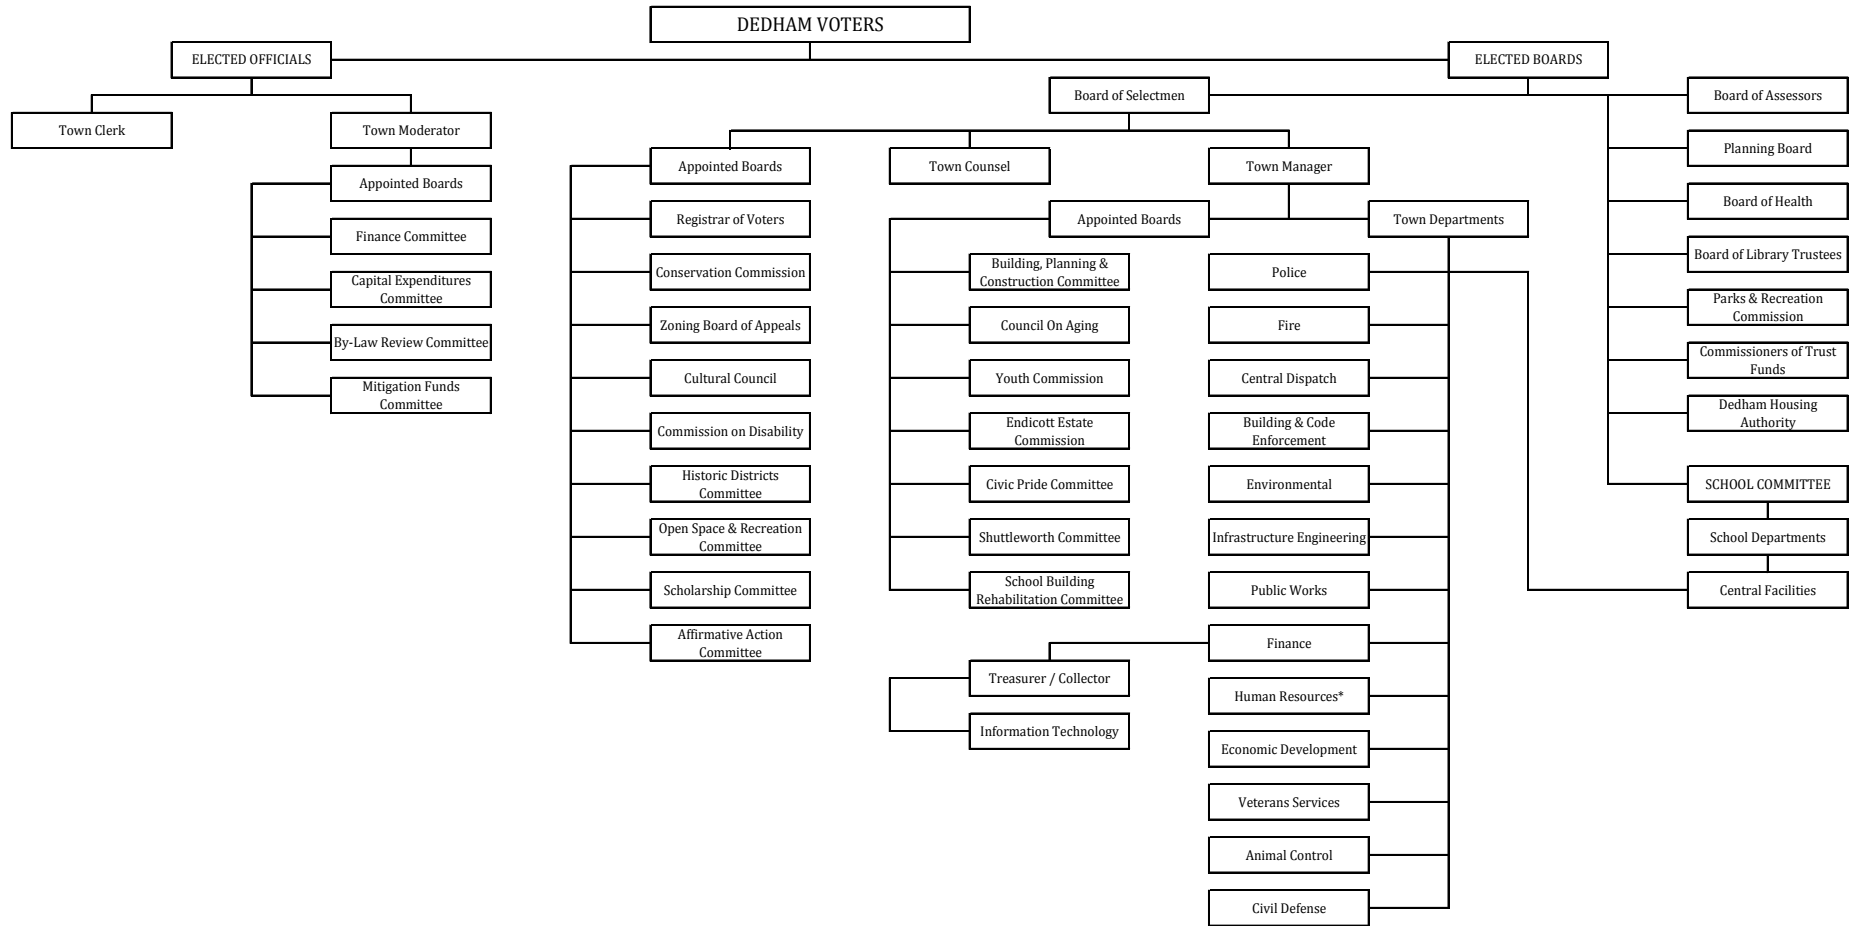 DEDHAM VOTERS
ELECTED OFFICIALS
ELECTED BOARDS
Town Clerk
Town Moderator
Appointed Boards
Finance Committee
Capital Expenditures
Committee
By-Law Review Committee
Mitigation Funds
Committee
Board of Selectmen
Appointed Boards
Registrar of Voters
Conservation Commission
Zoning Board of Appeals
Cultural Council
Commission on Disability
Historic Districts
Committee
Open Space & Recreation
Committee
Scholarship Committee
Affirmative Action
Committee
Town Counsel
Town Manager
Appointed Boards
Building, Planning &
Construction Committee
Council On Aging
Youth Commission
Endicott Estate
Commission
Civic Pride Committee
Shuttleworth Committee
School Building
Rehabilitation Committee
Town Departments
Police
Fire
Central Dispatch
Building & Code
Enforcement
Environmental
Infrastructure Engineering
Public Works
Finance
Treasurer / Collector
Information Technology
Human Resources*
Economic Development
Veterans Services
Animal Control
Civil Defense
Board of Assessors
Planning Board
Board of Health
Board of Library Trustees
Parks & Recreation
Commission
Commissioners of Trust
Funds
Dedham Housing
Authority
SCHOOL COMMITTEE
School Departments
Central Facilities